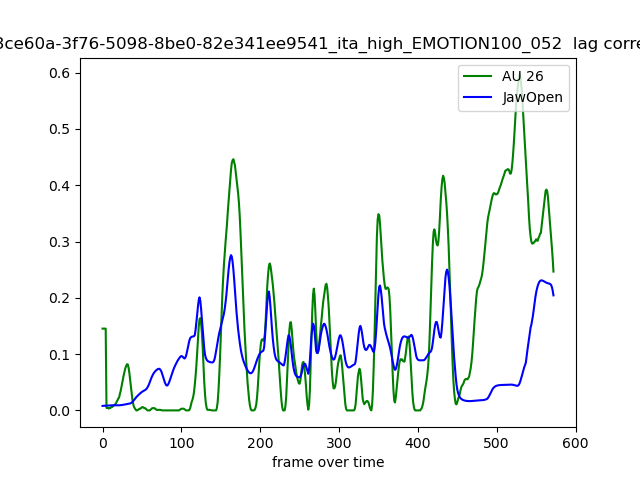 3ce60a-3f76-5098-8be0-82e341ee9541_ita_high_EMOTION100_052 lag corre
AU 26
JawOpen
0.6
0.5
0.4
0.3
0.2
0.1
0.0
0 100 200 300 400 500 600
frame over time